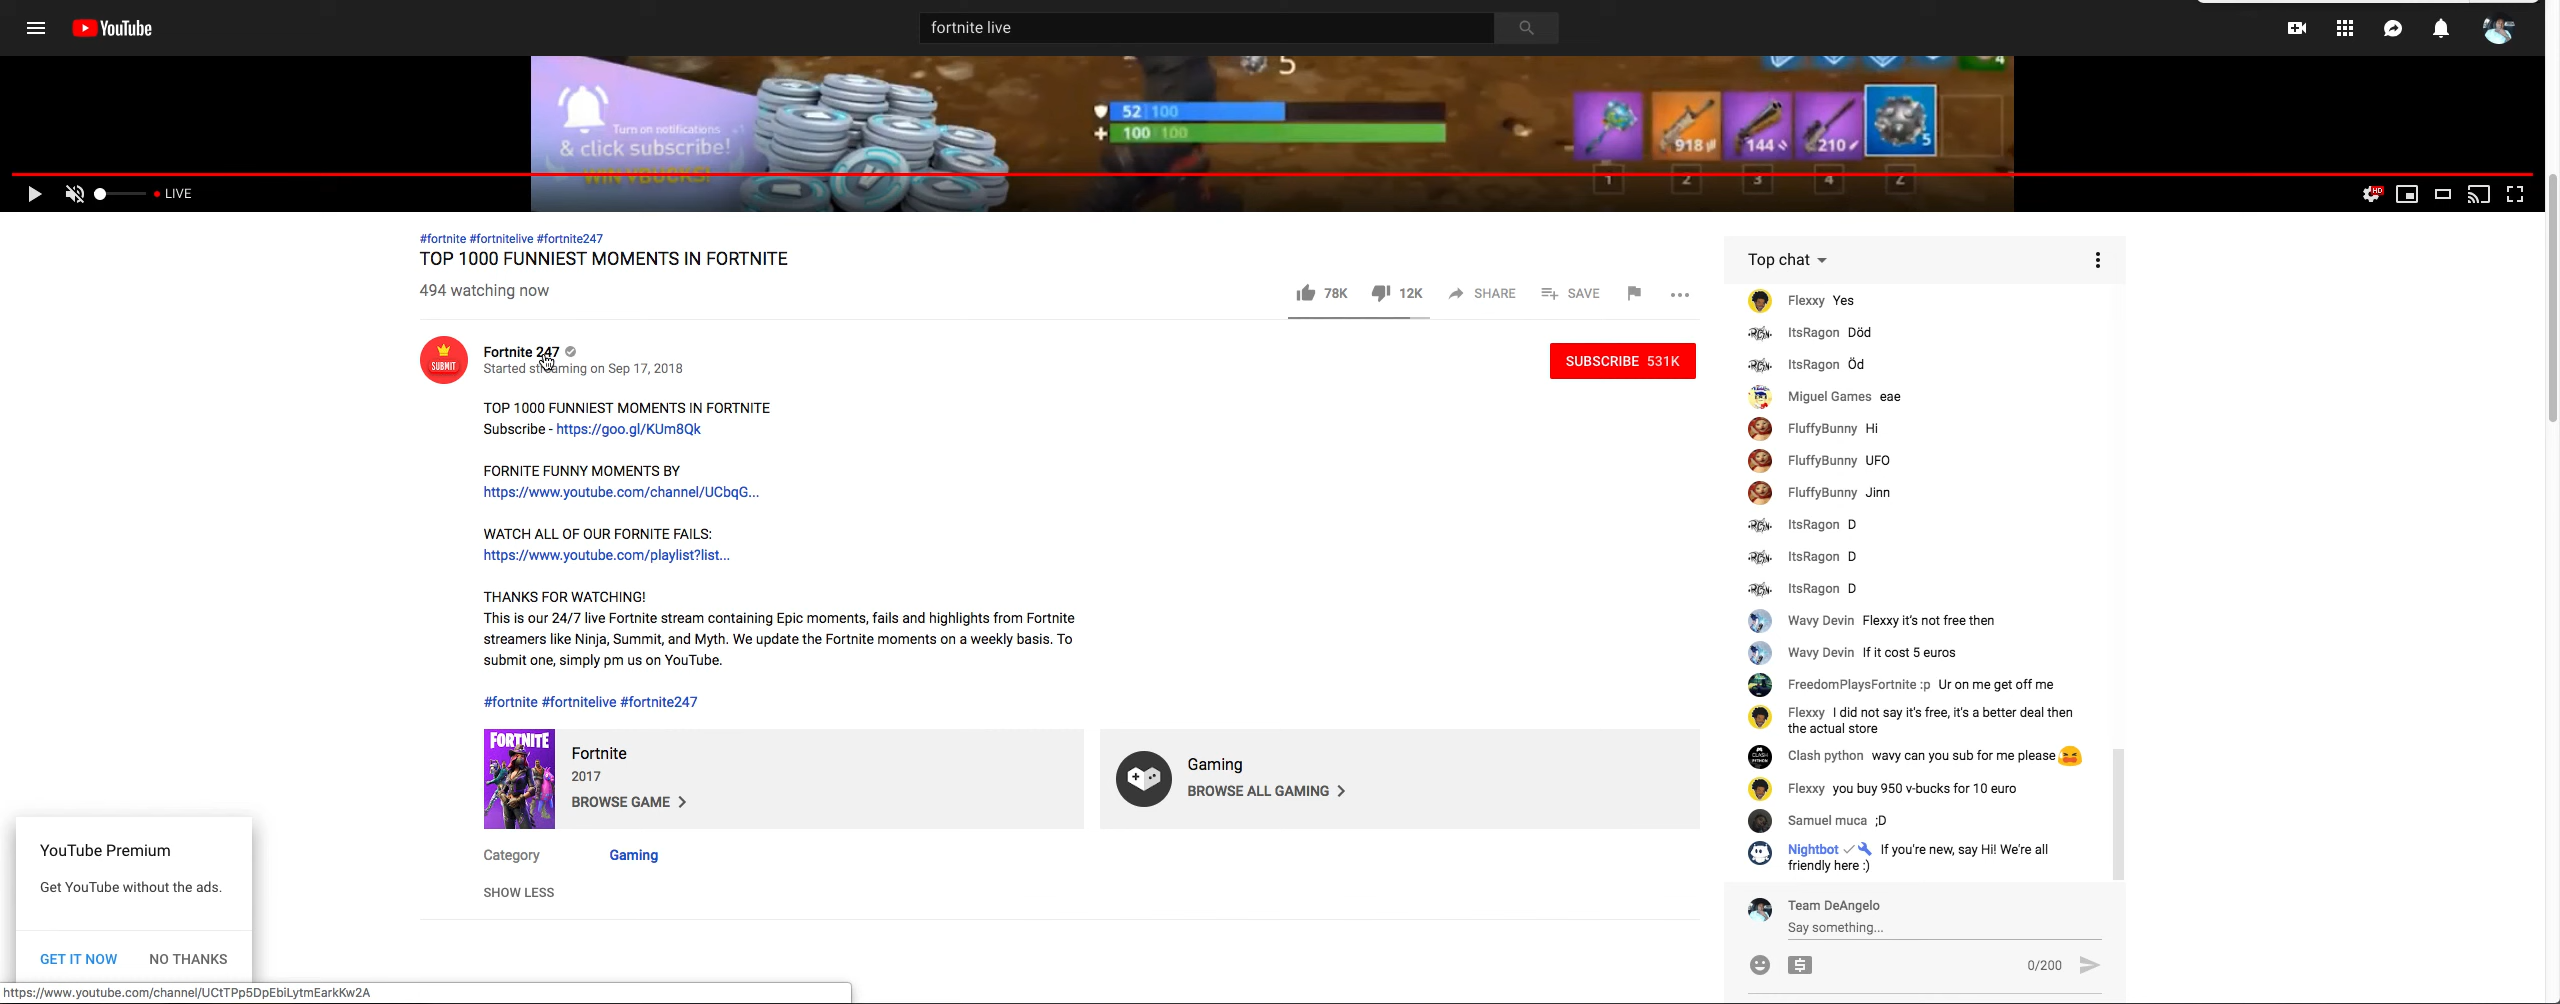 YouTube
fortnite live
5
4
Turn on notifications
& click subscribe!
WIN VBUCKS!
52 | 100
100 | 100
918
144
210
5
1
2
3
4
Z
LIVE
HD
#fortnite #fortnitelive #fortnite247
TOP 1000 FUNNIEST MOMENTS IN FORTNITE
494 watching now
78K
12K
SHARE
SAVE
SUBMIT
Fortnite 247
Started streaming on Sep 17, 2018
SUBSCRIBE 531K
TOP 1000 FUNNIEST MOMENTS IN FORTNITE
Subscribe - https://goo.gl/KUm8Qk
FORNITE FUNNY MOMENTS BY
https://www.youtube.com/channel/UCbqG...
WATCH ALL OF OUR FORNITE FAILS:
https://www.youtube.com/playlist?list...
THANKS FOR WATCHING!
This is our 24/7 live Fortnite stream containing Epic moments, fails and highlights from Fortnite
streamers like Ninja, Summit, and Myth. We update the Fortnite moments on a weekly basis. To
submit one, simply pm us on YouTube.
#fortnite #fortnitelive #fortnite247
FORTNITE
Fortnite
2017
BROWSE GAME
Gaming
BROWSE ALL GAMING
Category Gaming
SHOW LESS
Top chat
Flexxy Yes
ItsRagon Död
ItsRagon Öd
Miguel Games eae
FluffyBunny Hi
FluffyBunny UFO
FluffyBunny Jinn
ItsRagon D
ItsRagon D
ItsRagon D
Wavy Devin Flexxy it's not free then
Wavy Devin If it cost 5 euros
FreedomPlaysFortnite :p Ur on me get off me
Flexxy I did not say it's free, it's a better deal then
the actual store
Clash python wavy can you sub for me please
Flexxy you buy 950 v-bucks for 10 euro
Samuel muca ;D
Nightbot If you're new, say Hi! We're all
friendly here :)
Team DeAngelo
Say something...
0/200
YouTube Premium
Get YouTube without the ads.
GET IT NOW NO THANKS
https://www.youtube.com/channel/UCtTPp5DpEbiLytmEarkKw2A